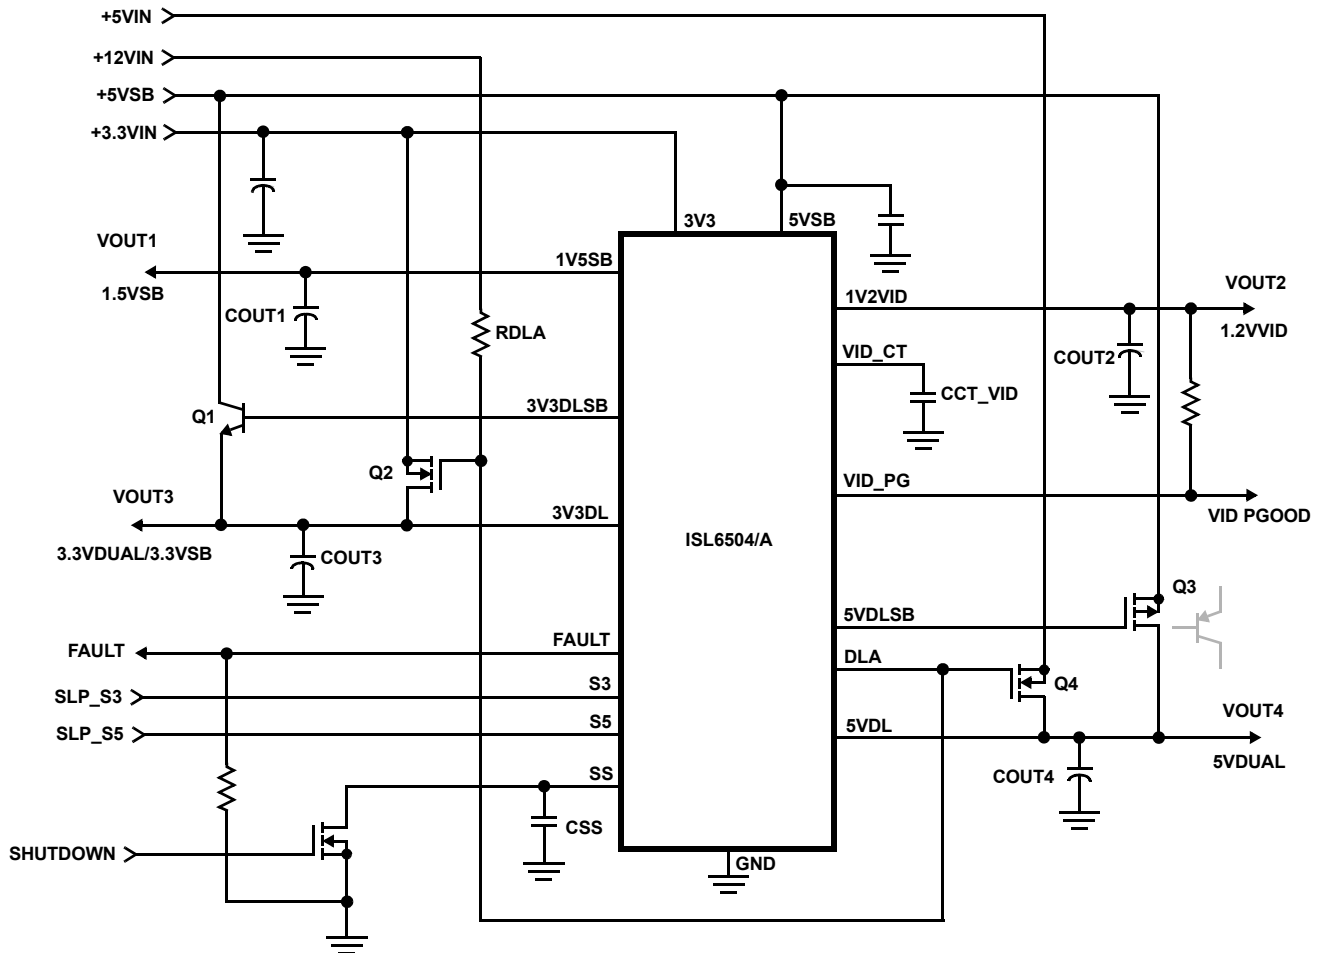 +5VIN
+12VIN
+5VSB
+3.3VIN
3V3
5VSB
VOUT1
1V5SB
1.5VSB
COUT1
RDLA
1V2VID
VOUT2
1.2VVID
COUT2
VID_CT
CCT_VID
Q1
3V3DLSB
Q2
VID_PG
VID PGOOD
VOUT3
3V3DL
3.3VDUAL/3.3VSB
COUT3
ISL6504/A
Q3
5VDLSB
FAULT
FAULT
DLA
Q4
SLP_S3
S3
SLP_S5
S5
5VDL
VOUT4
5VDUAL
COUT4
SS
CSS
SHUTDOWN
GND